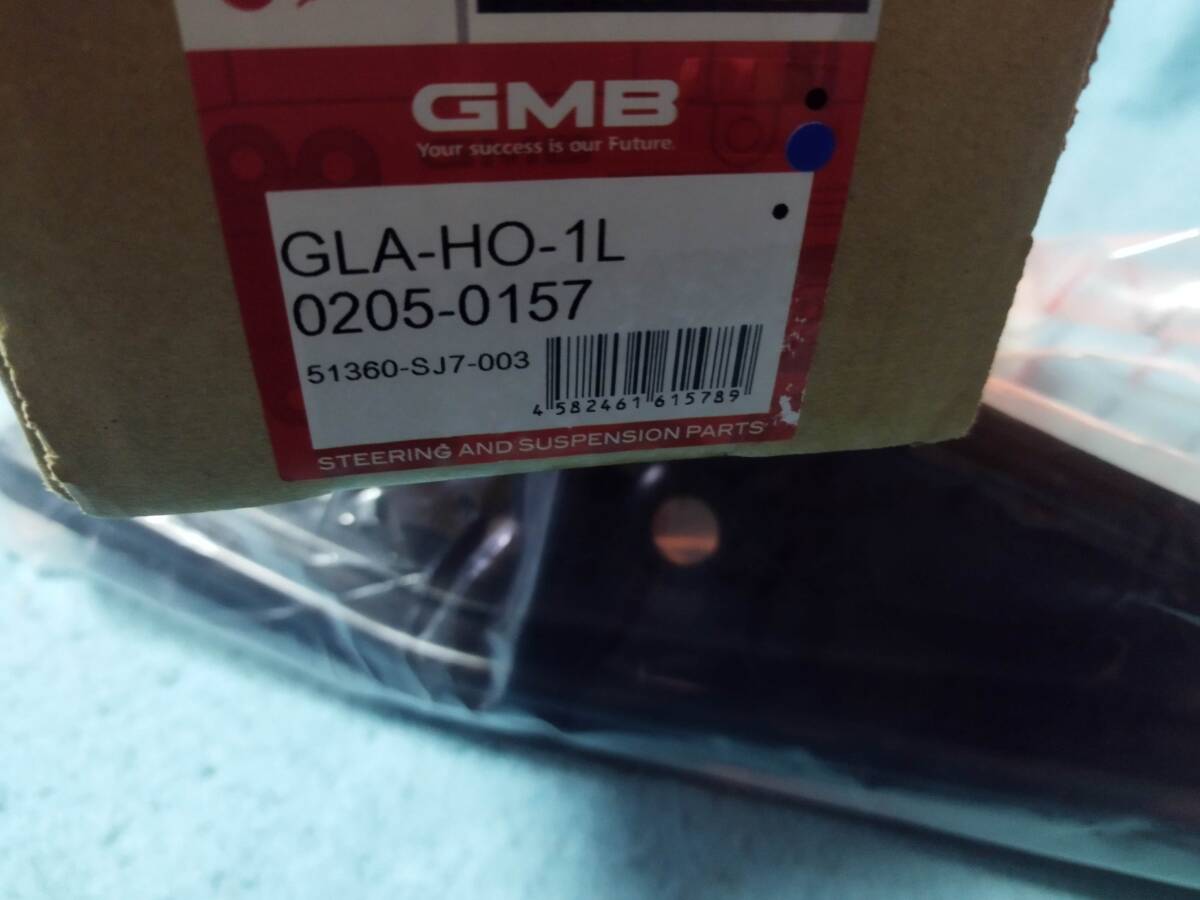 GMB
Your success is our Future.
GLA-HO-1L
0205-0157
51360-SJ7-003
4 582461 615789
STEERING AND SUSPENSION PARTS